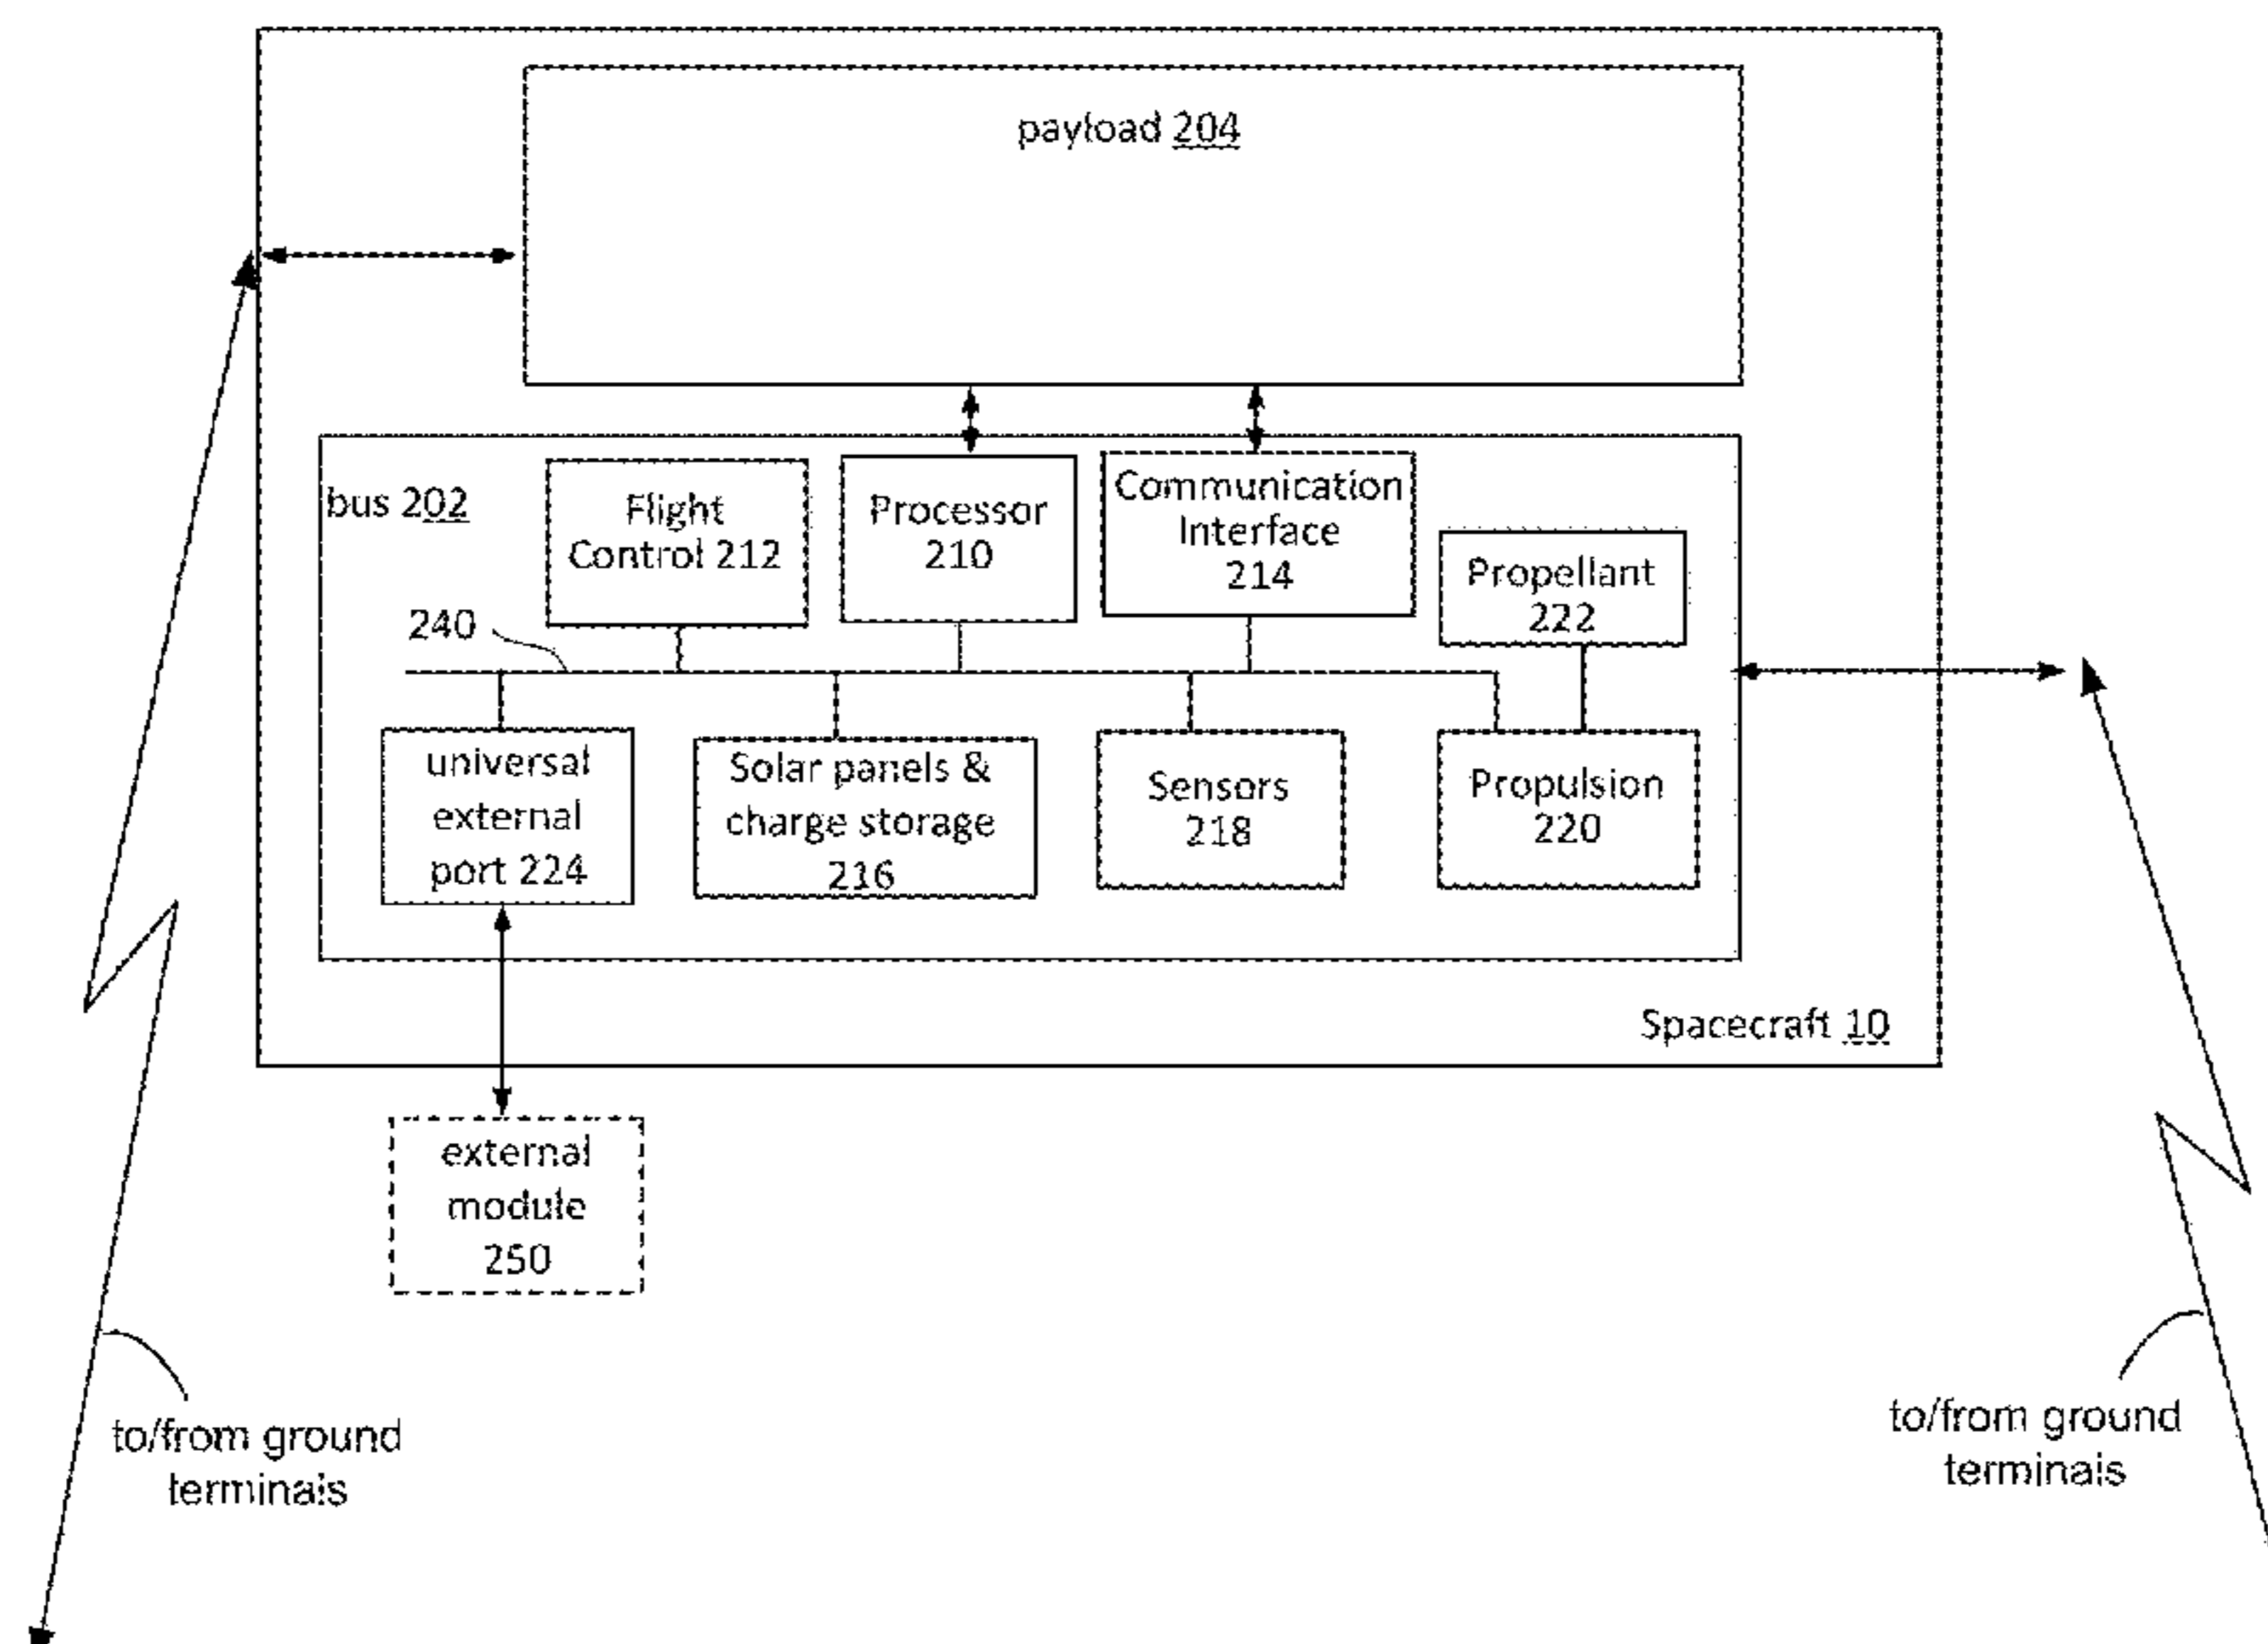 payload 204
bus 202
Flight
Control 212
Processor
210
Communication
Interface
214
Propellant
222
240
universal
external
port 224
Solar panels &
charge storage
216
Sensors
218
Propulsion
220
Spacecraft 10
external
module
250
to/from ground
terminals
to/from ground
terminals